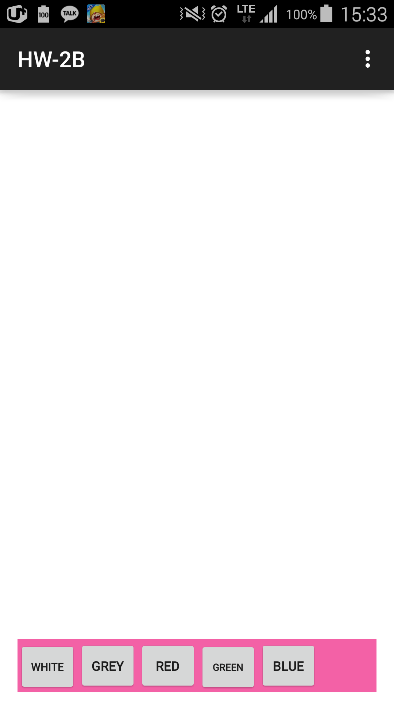 100
TALK
LTE
100%
15:33
HW-2B
WHITE
GREY
RED
GREEN
BLUE